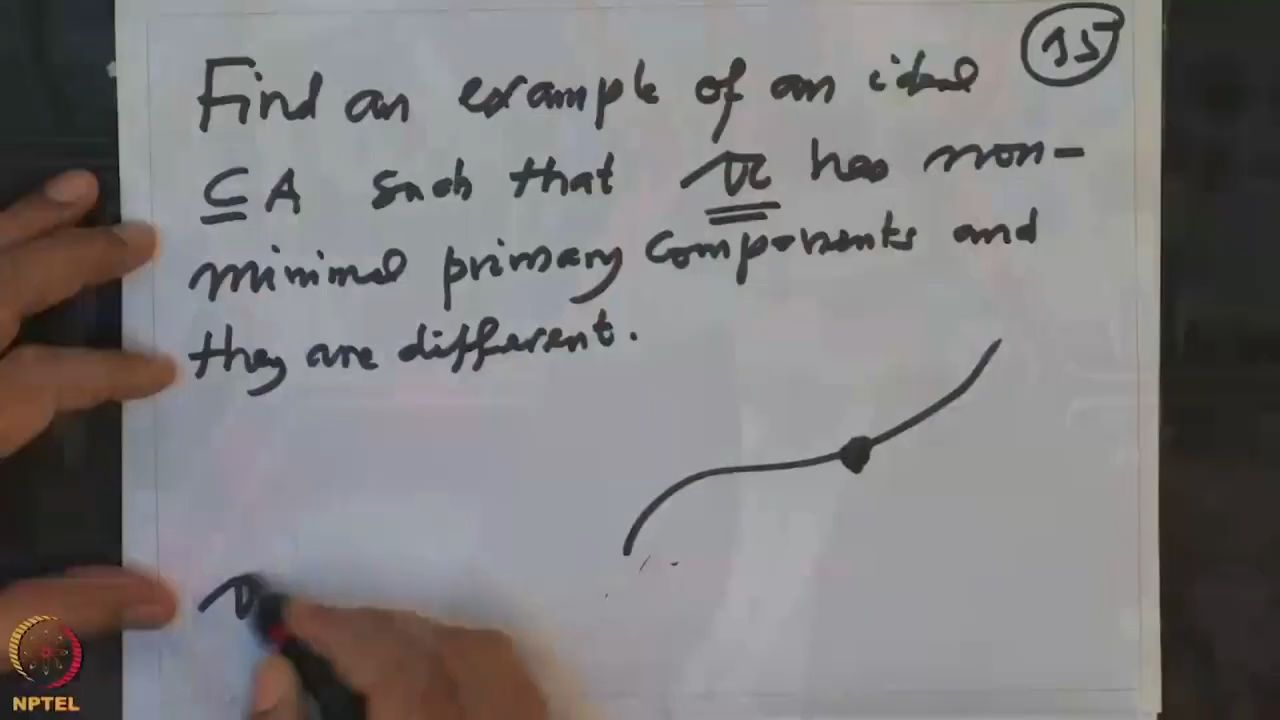 Find an example of an ideal 15
⊆ A such that 𝔞 has non-
minimal primary components and
they are different.
NPTEL